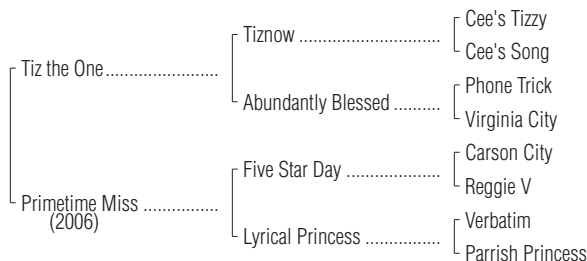 Cee's Tizzy
Tiznow ........................................
Cee's Song
Tiz the One.................................
Phone Trick
Abundantly Blessed .............
Virginia City
Carson City
Five Star Day ...........................
Reggie V
Primetime Miss ......................
(2006)
Verbatim
Lyrical Princess .....................
Parrish Princess